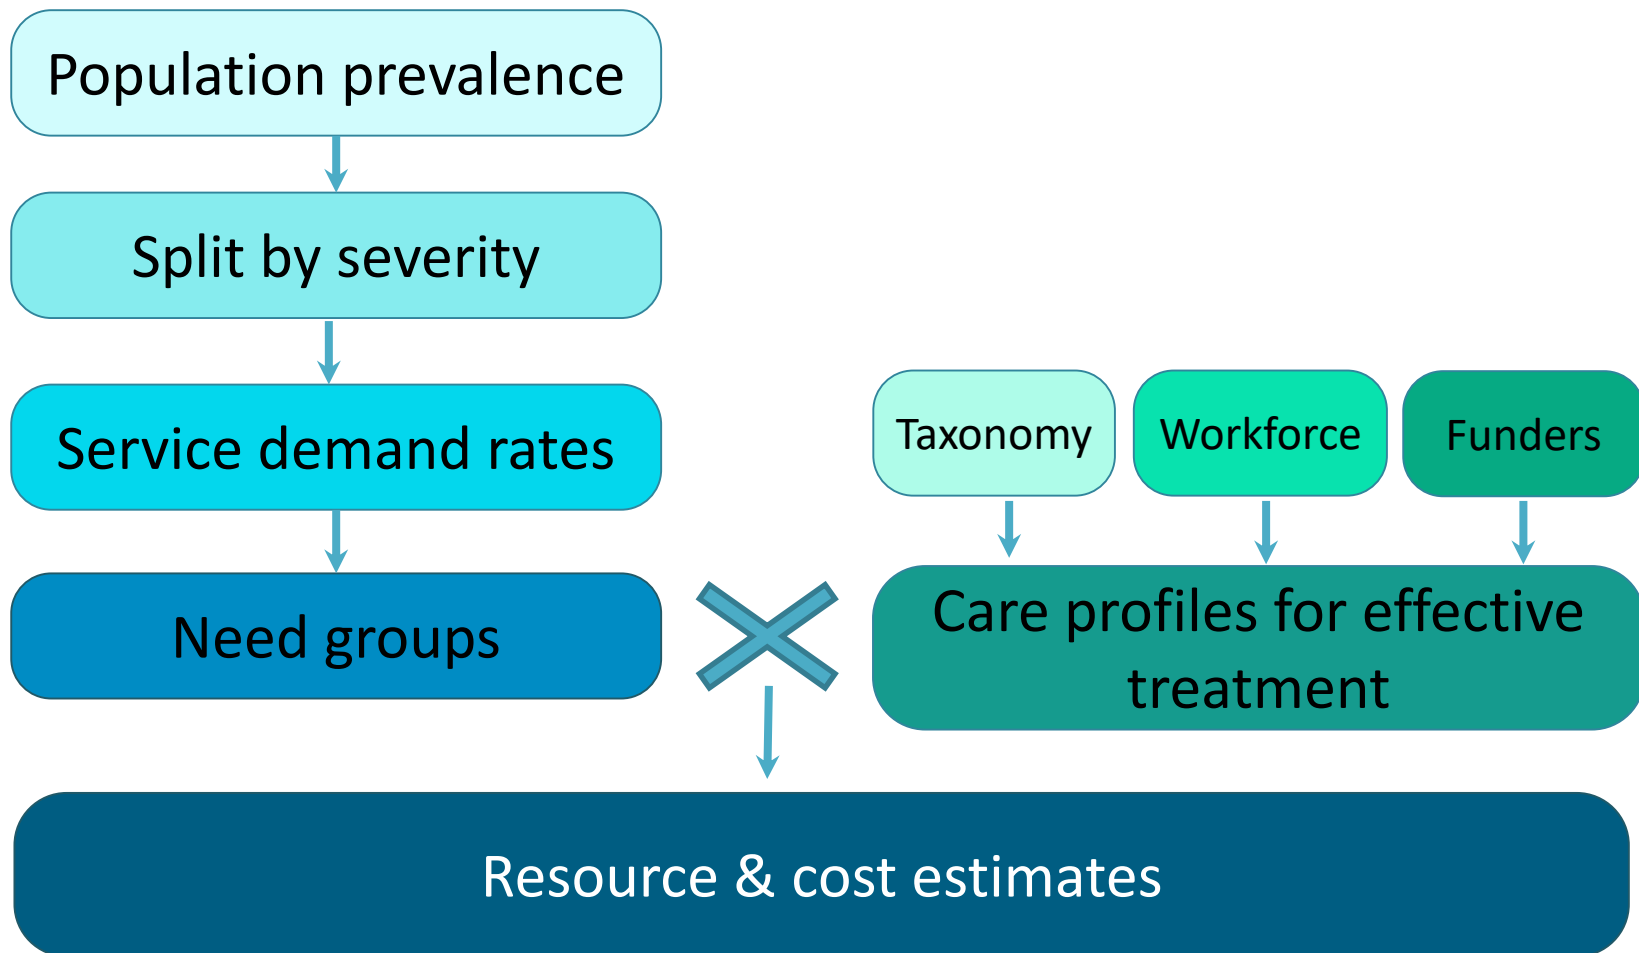 Population prevalence
Split by severity
Service demand rates
Need groups
Taxonomy
Workforce
Funders
Care profiles for effective
treatment
Resource & cost estimates